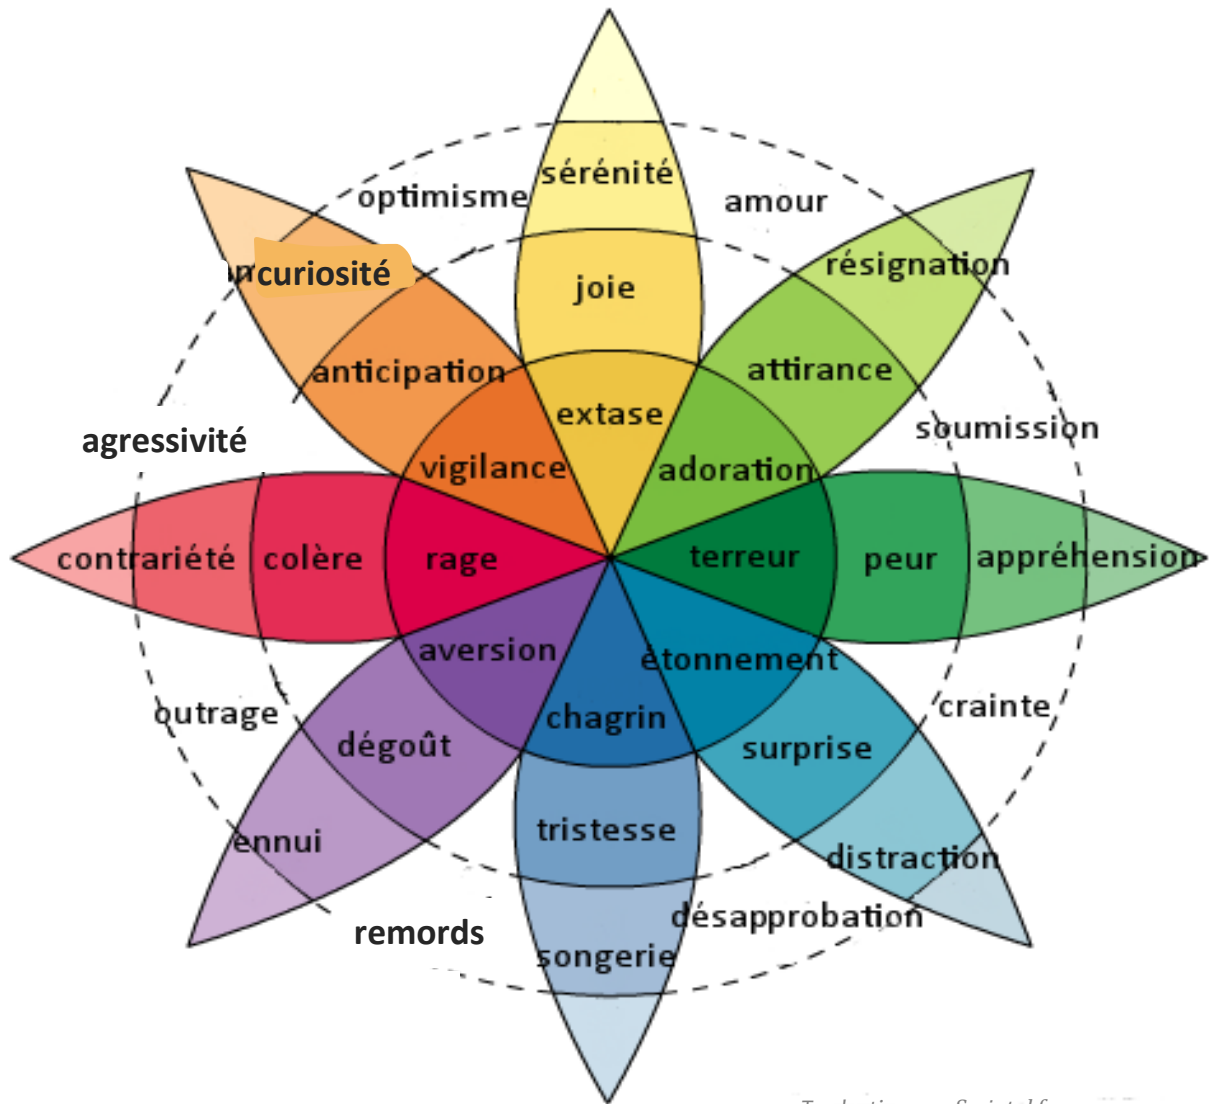 sérénité
optimisme
amour
résignation
curiosité
joie
anticipation
attirance
extase
soumission
agressivité
vigilance
adoration
contrariété
colère
rage
terreur
peur
appréhension
aversion
étonnement
outrage
crainte
chagrin
dégoût
surprise
tristesse
ennui
distraction
désapprobation
remords
songerie